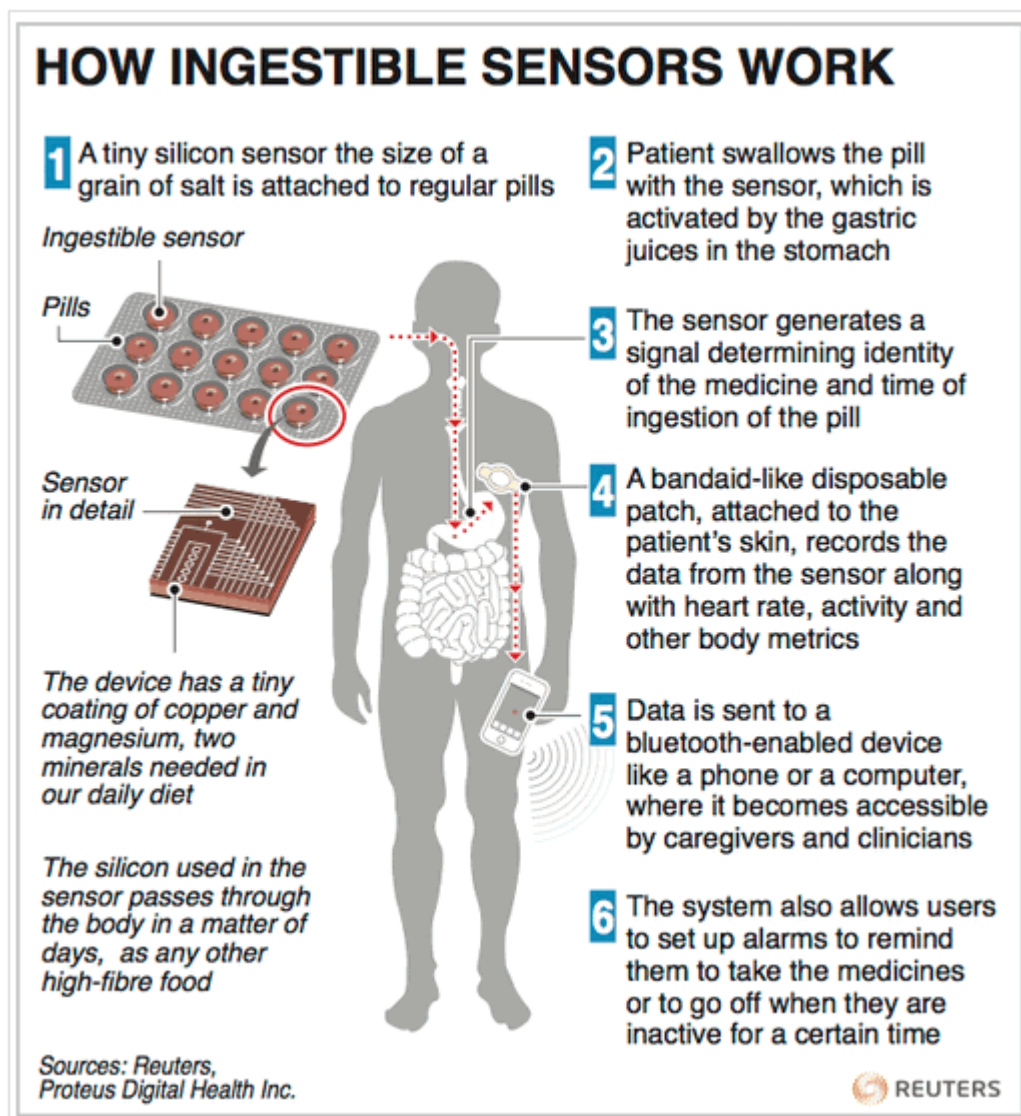 HOW INGESTIBLE SENSORS WORK
1 A tiny silicon sensor the size of a
grain of salt is attached to regular pills
Ingestible sensor
Pills
Sensor
in detail
The device has a tiny
coating of copper and
magnesium, two
minerals needed in
our daily diet
The silicon used in the
sensor passes through
the body in a matter of
days,  as any other
high-fibre food
2 Patient swallows the pill
with the sensor, which is
activated by the gastric
juices in the stomach
3 The sensor generates a
signal determining identity
of the medicine and time of
ingestion of the pill
4 A bandaid-like disposable
patch, attached to the
patient's skin, records the
data from the sensor along
with heart rate, activity and
other body metrics
5 Data is sent to a
bluetooth-enabled device
like a phone or a computer,
where it becomes accessible
by caregivers and clinicians
6 The system also allows users
to set up alarms to remind
them to take the medicines
or to go off when they are
inactive for a certain time
Sources: Reuters,
Proteus Digital Health Inc.
REUTERS